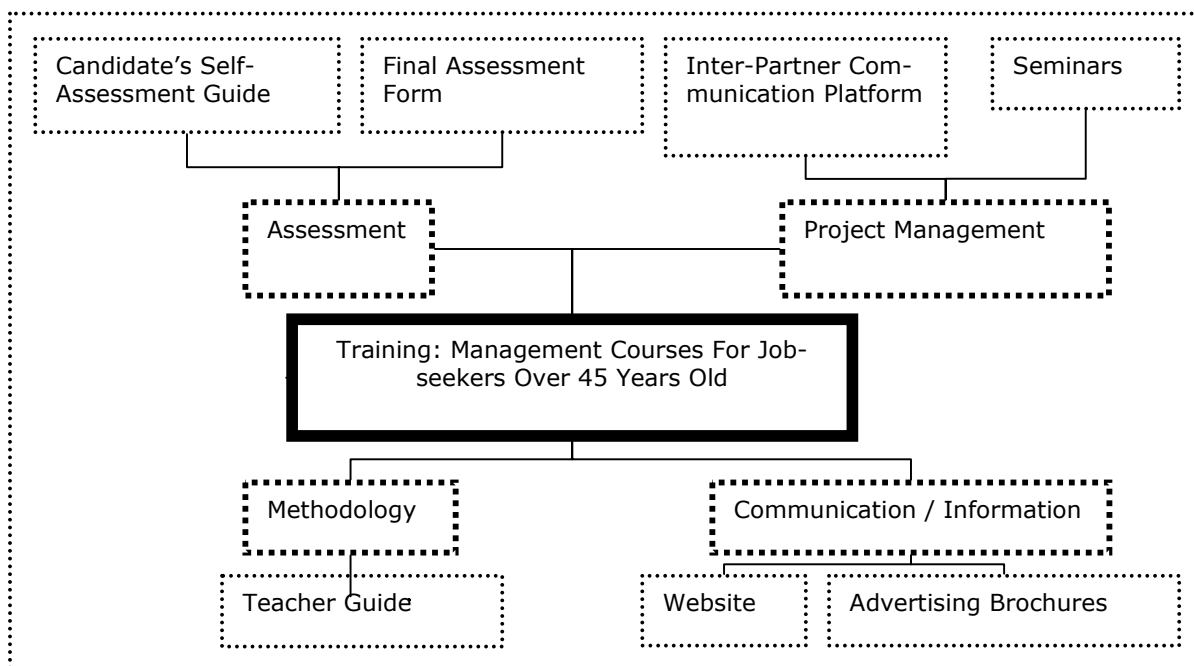 Candidate's Self-
Assessment Guide
Final Assessment
Form
Inter-Partner Com-
munication Platform
Seminars
Assessment
Project Management
Training: Management Courses For Job-
seekers Over 45 Years Old
Methodology
Communication / Information
Teacher Guide
Website
Advertising Brochures